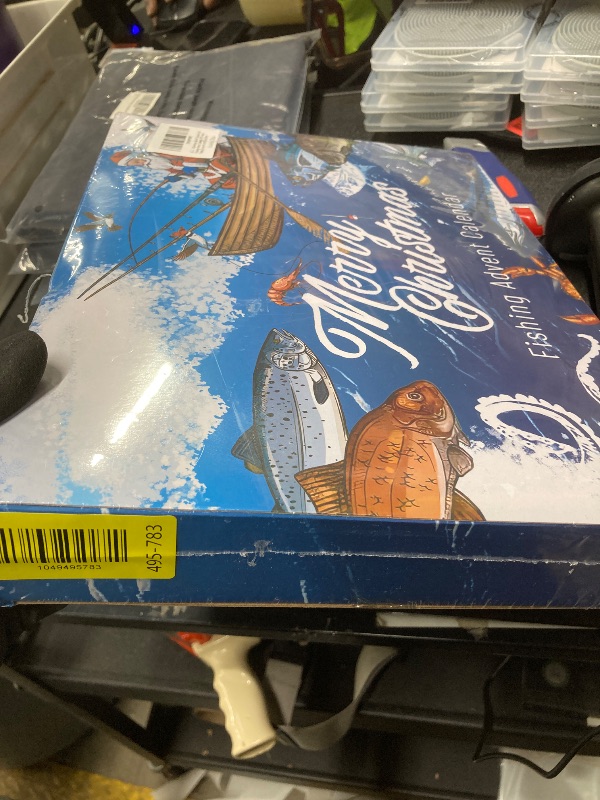 Merry
Christmas
Fishing Advent Calendar
1049495783
495-783